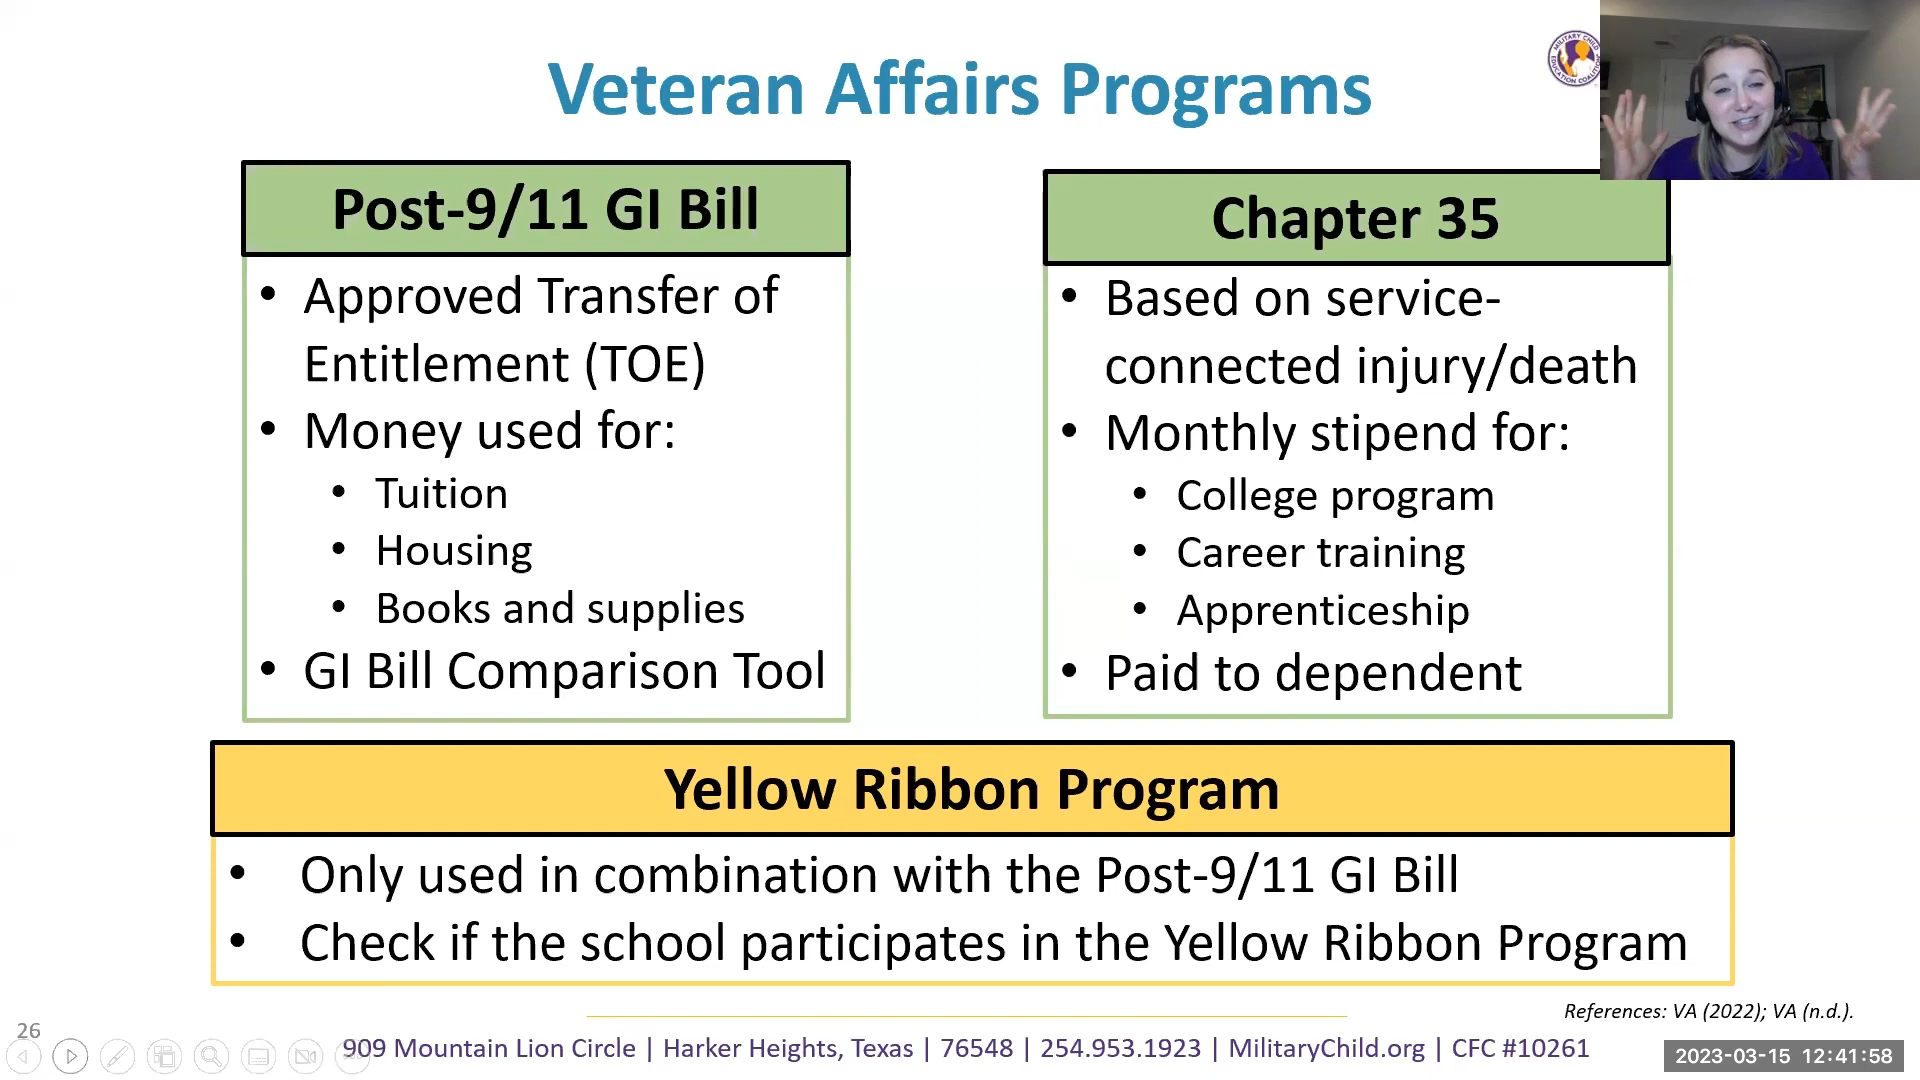 Veteran Affairs Programs
MILITARY CHILD
EDUCATION COALITION
Post-9/11 GI Bill
• Approved Transfer of
Entitlement (TOE)
• Money used for:
• Tuition
• Housing
• Books and supplies
• GI Bill Comparison Tool
Chapter 35
• Based on service-
connected injury/death
• Monthly stipend for:
• College program
• Career training
• Apprenticeship
• Paid to dependent
Yellow Ribbon Program
• Only used in combination with the Post-9/11 GI Bill
• Check if the school participates in the Yellow Ribbon Program
References: VA (2022); VA (n.d.).
26
909 Mountain Lion Circle | Harker Heights, Texas | 76548 | 254.953.1923 | MilitaryChild.org | CFC #10261
2023-03-15 12:41:58